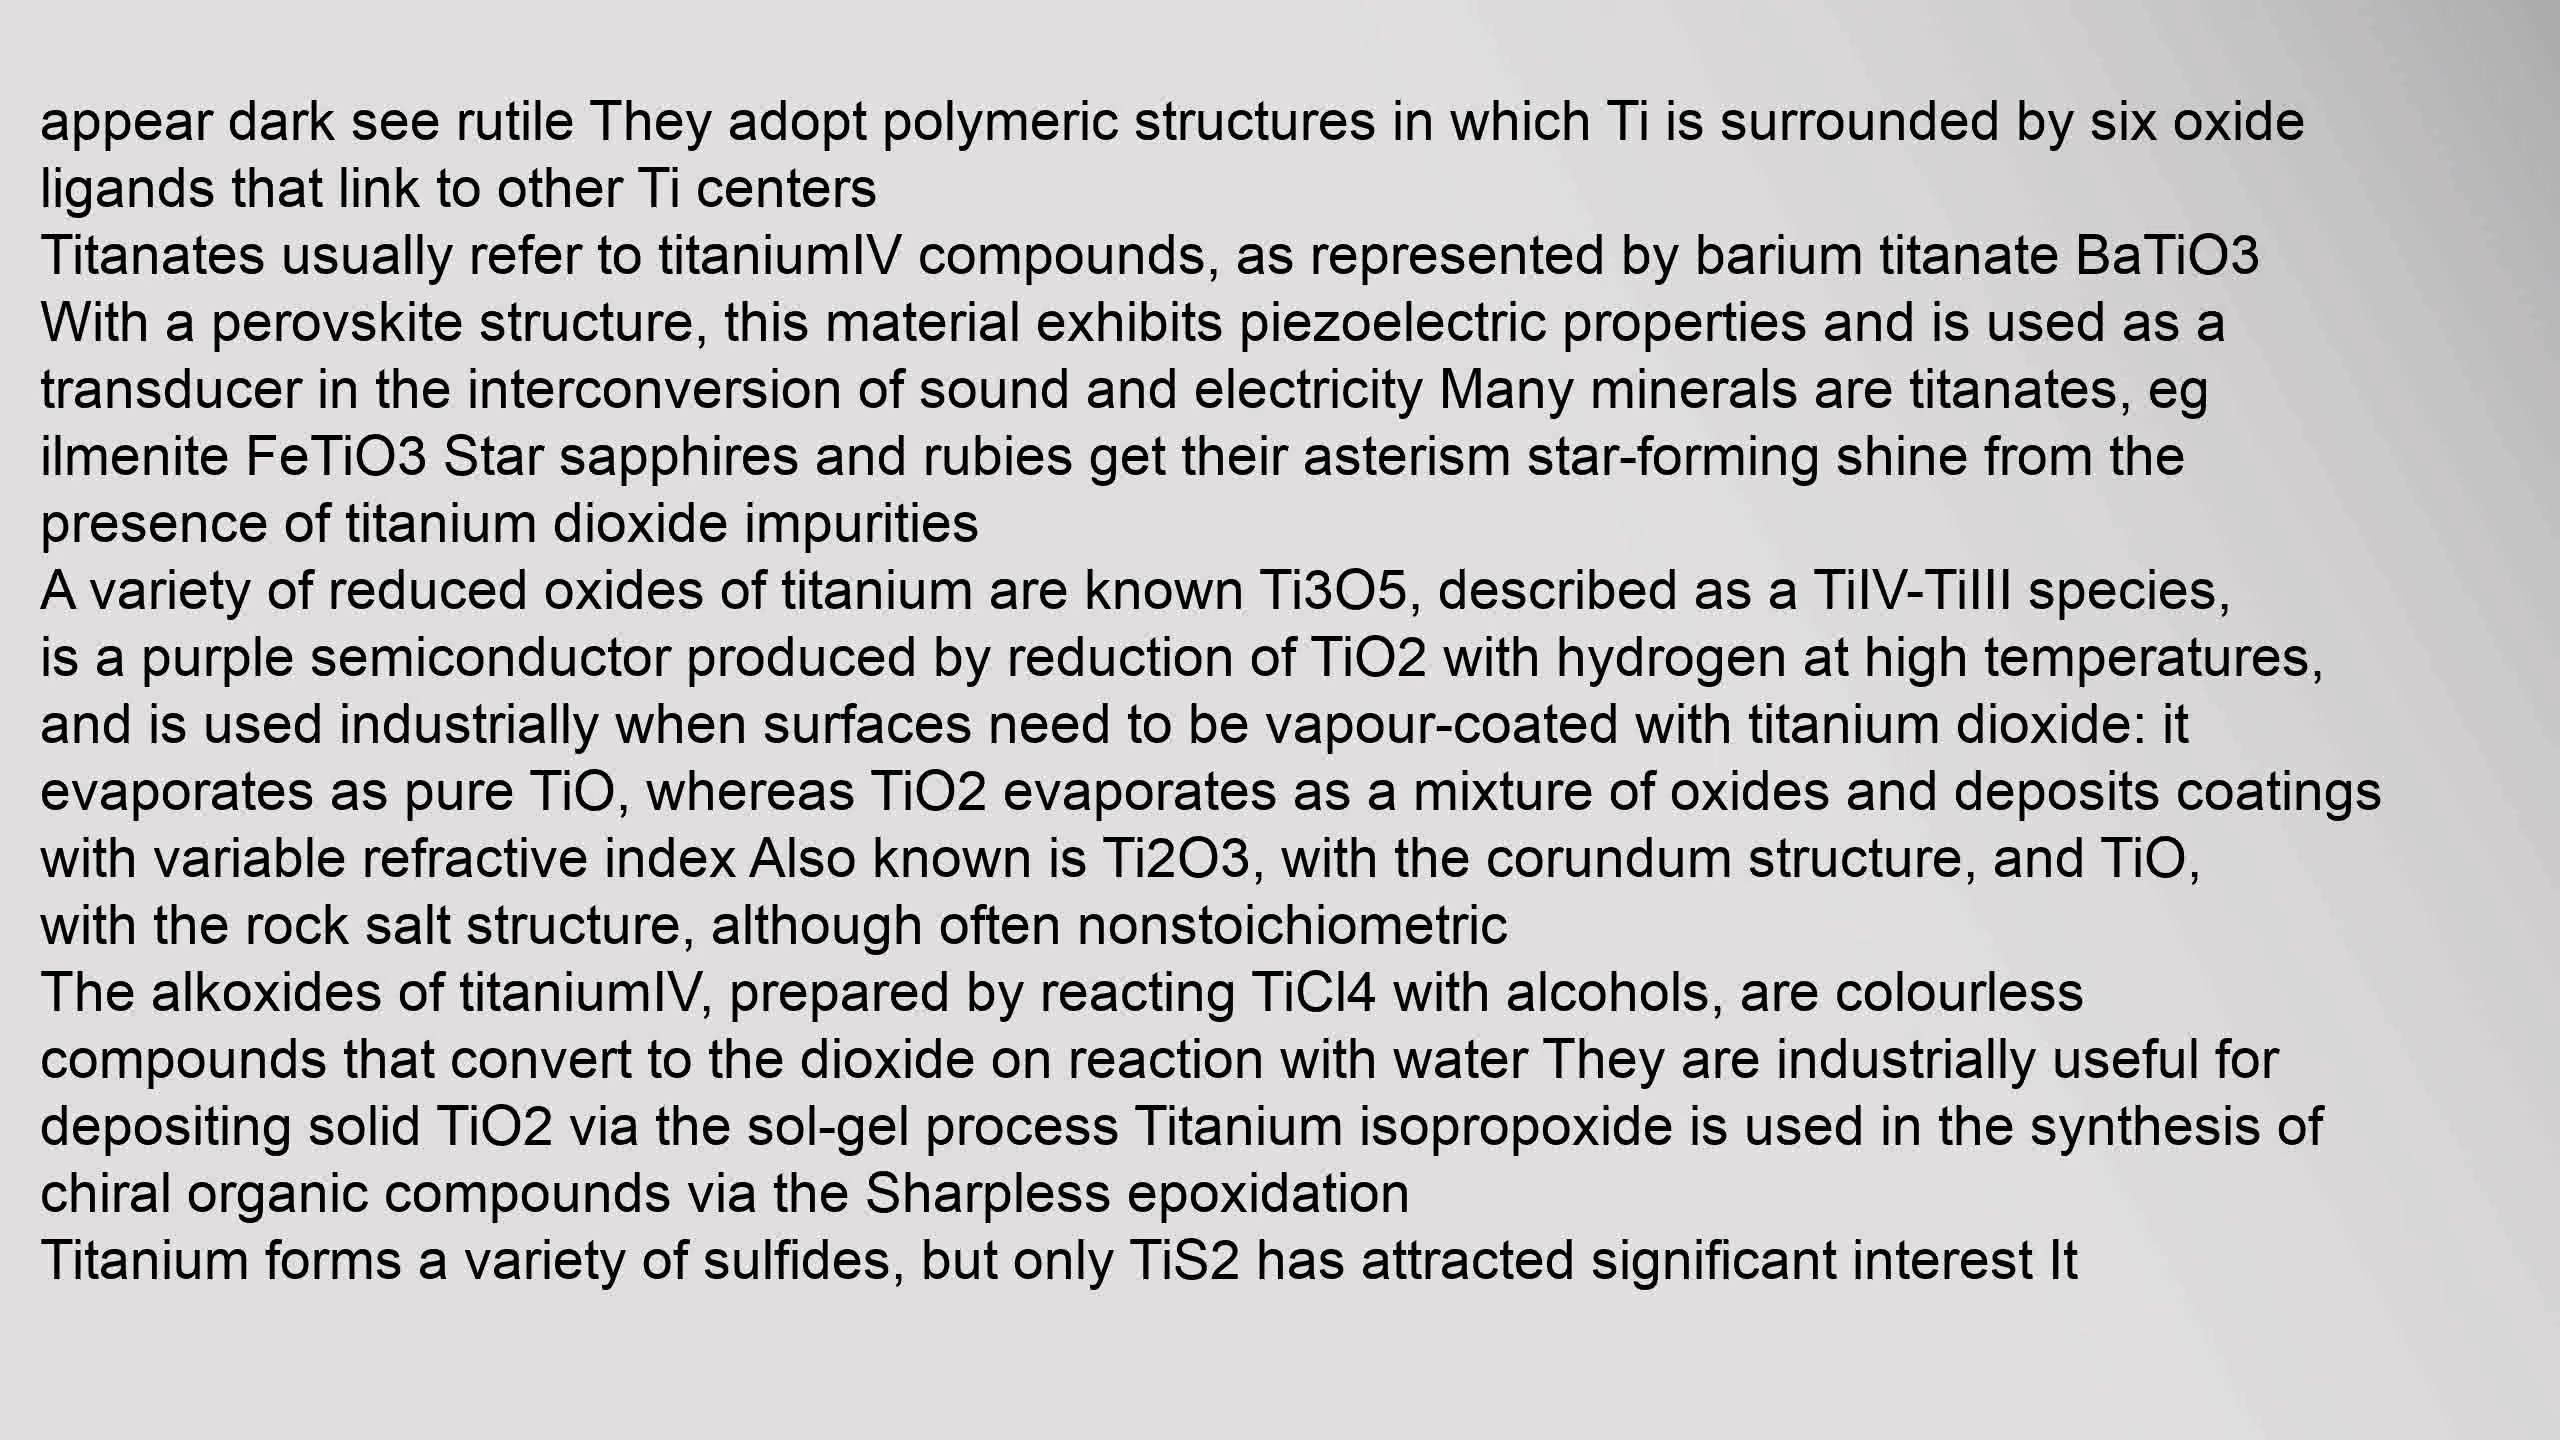 appear dark see rutile They adopt polymeric structures in which Ti is surrounded by six oxide
ligands that link to other Ti centers
Titanates usually refer to titaniumIV compounds, as represented by barium titanate BaTiO3
With a perovskite structure, this material exhibits piezoelectric properties and is used as a
transducer in the interconversion of sound and electricity Many minerals are titanates, eg
ilmenite FeTiO3 Star sapphires and rubies get their asterism star-forming shine from the
presence of titanium dioxide impurities
A variety of reduced oxides of titanium are known Ti3O5, described as a TiIV-TiIII species,
is a purple semiconductor produced by reduction of TiO2 with hydrogen at high temperatures,
and is used industrially when surfaces need to be vapour-coated with titanium dioxide: it
evaporates as pure TiO, whereas TiO2 evaporates as a mixture of oxides and deposits coatings
with variable refractive index Also known is Ti2O3, with the corundum structure, and TiO,
with the rock salt structure, although often nonstoichiometric
The alkoxides of titaniumIV, prepared by reacting TiCl4 with alcohols, are colourless
compounds that convert to the dioxide on reaction with water They are industrially useful for
depositing solid TiO2 via the sol-gel process Titanium isopropoxide is used in the synthesis of
chiral organic compounds via the Sharpless epoxidation
Titanium forms a variety of sulfides, but only TiS2 has attracted significant interest It